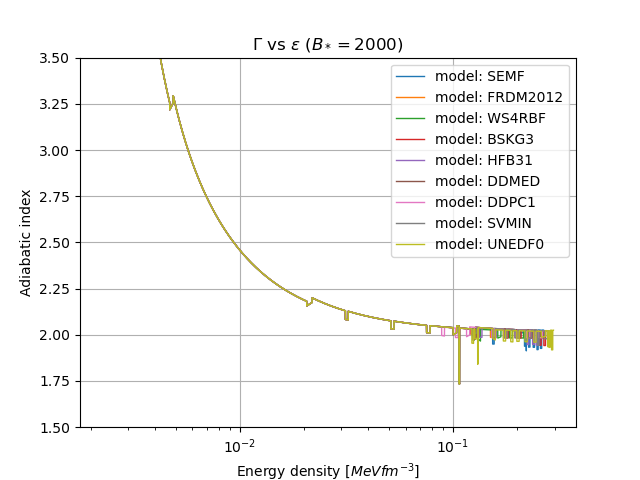 Γ vs ε (B* = 2000)
3.50
3.25
3.00
2.75
2.50
2.25
2.00
1.75
1.50
Adiabatic index
model: SEMF
model: FRDM2012
model: WS4RBF
model: BSKG3
model: HFB31
model: DDMED
model: DDPC1
model: SVMIN
model: UNEDF0
10⁻² 10⁻¹
Energy density [MeVfm⁻³]